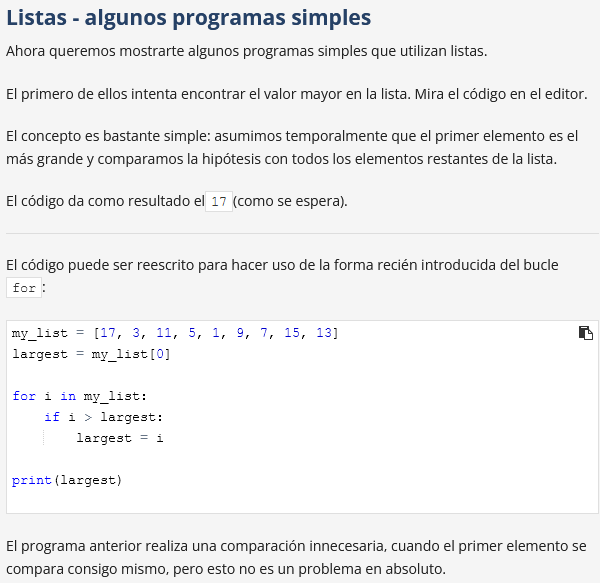 Listas - algunos programas simples
Ahora queremos mostrarte algunos programas simples que utilizan listas.
El primero de ellos intenta encontrar el valor mayor en la lista. Mira el código en el editor.
El concepto es bastante simple: asumimos temporalmente que el primer elemento es el
más grande y comparamos la hipótesis con todos los elementos restantes de la lista.
El código da como resultado el 17 (como se espera).
El código puede ser reescrito para hacer uso de la forma recién introducida del bucle
for:
my_list = [17, 3, 11, 5, 1, 9, 7, 15, 13]
largest = my_list[0]
for i in my_list:
    if i > largest:
        largest = i
print(largest)
El programa anterior realiza una comparación innecesaria, cuando el primer elemento se
compara consigo mismo, pero esto no es un problema en absoluto.